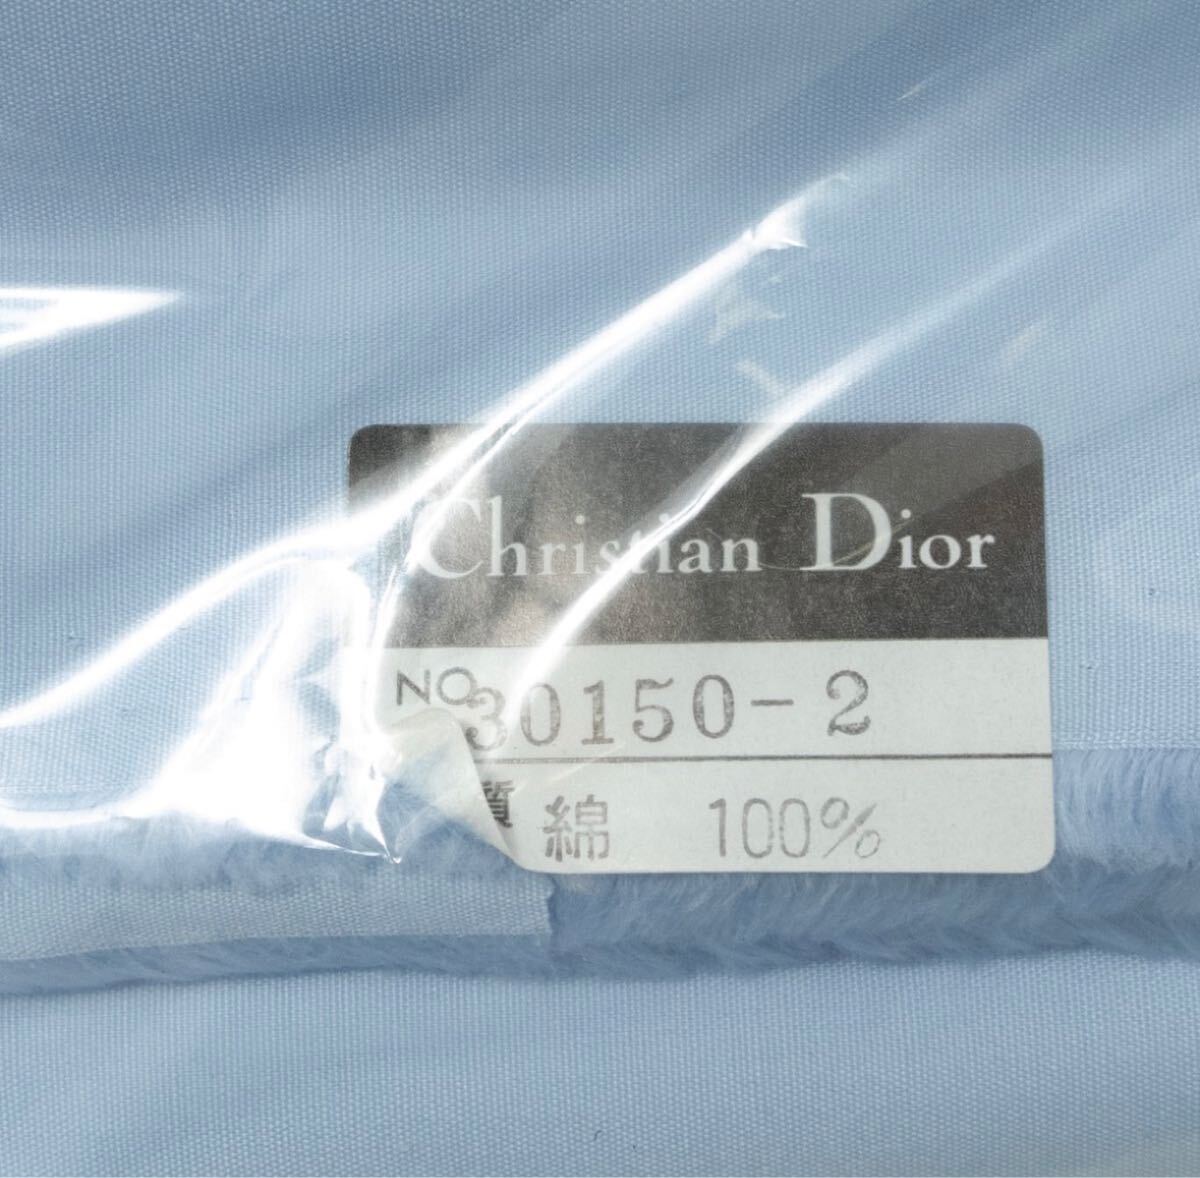 Christian Dior
NO. 30150-2
質 綿 100%